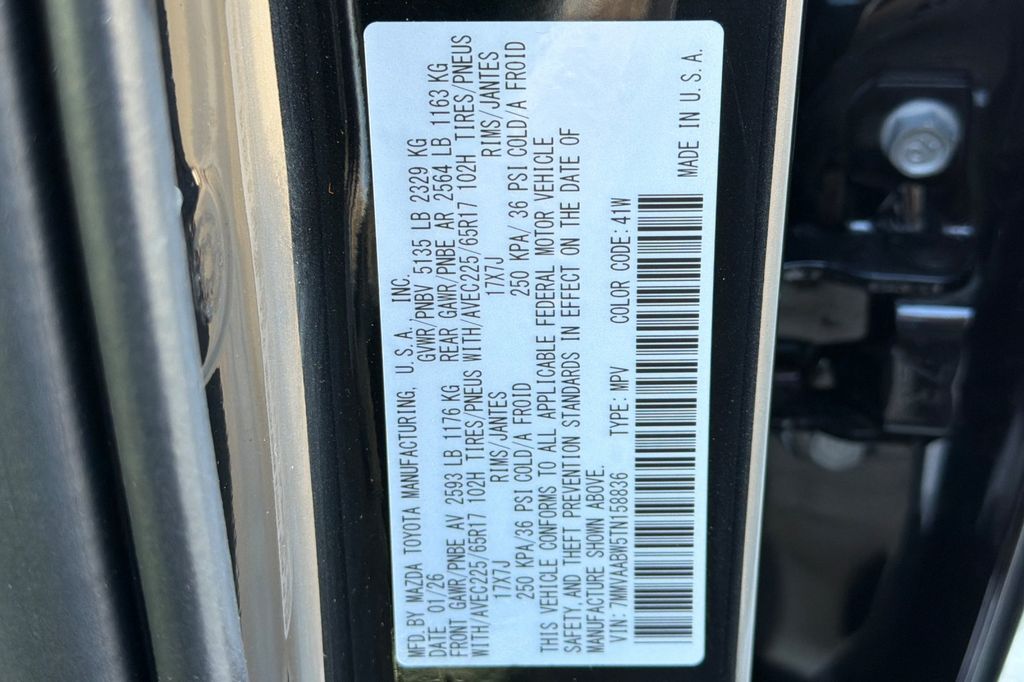 MFD. BY MAZDA TOYOTA MANUFACTURING, U. S. A. , INC.
DATE 01/26 GVWR/PNBV 5135 LB 2329 KG
FRONT GAWR/PNBE AV 2593 LB 1176 KG REAR GAWR/PNBE AR 2564 LB 1163 KG
WITH/AVEC225/65R17 102H TIRES/PNEUS WITH/AVEC225/65R17 102H TIRES/PNEUS
17X7J RIMS/JANTES 17X7J RIMS/JANTES
250 KPA/36 PSI COLD/A FROID 250 KPA/ 36 PSI COLD/A FROID
THIS VEHICLE CONFORMS TO ALL APPLICABLE FEDERAL MOTOR VEHICLE
SAFETY, AND THEFT PREVENTION STANDARDS IN EFFECT ON THE DATE OF
MANUFACTURE SHOWN ABOVE.
VIN: 7MMVAABW5TN158836 TYPE: MPV COLOR CODE: 41W
MADE IN U. S. A.